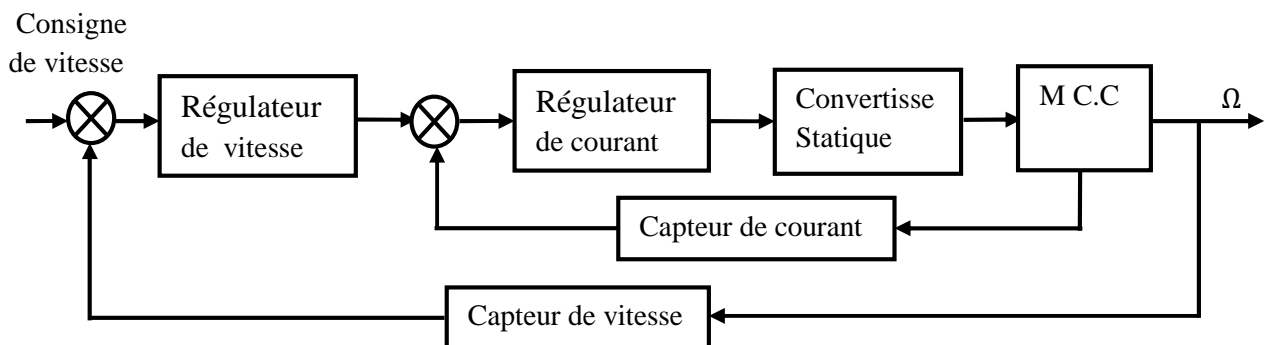 Consigne
de vitesse
Régulateur
de vitesse
Régulateur
de courant
Convertisse
Statique
M C.C
Ω
Capteur de courant
Capteur de vitesse